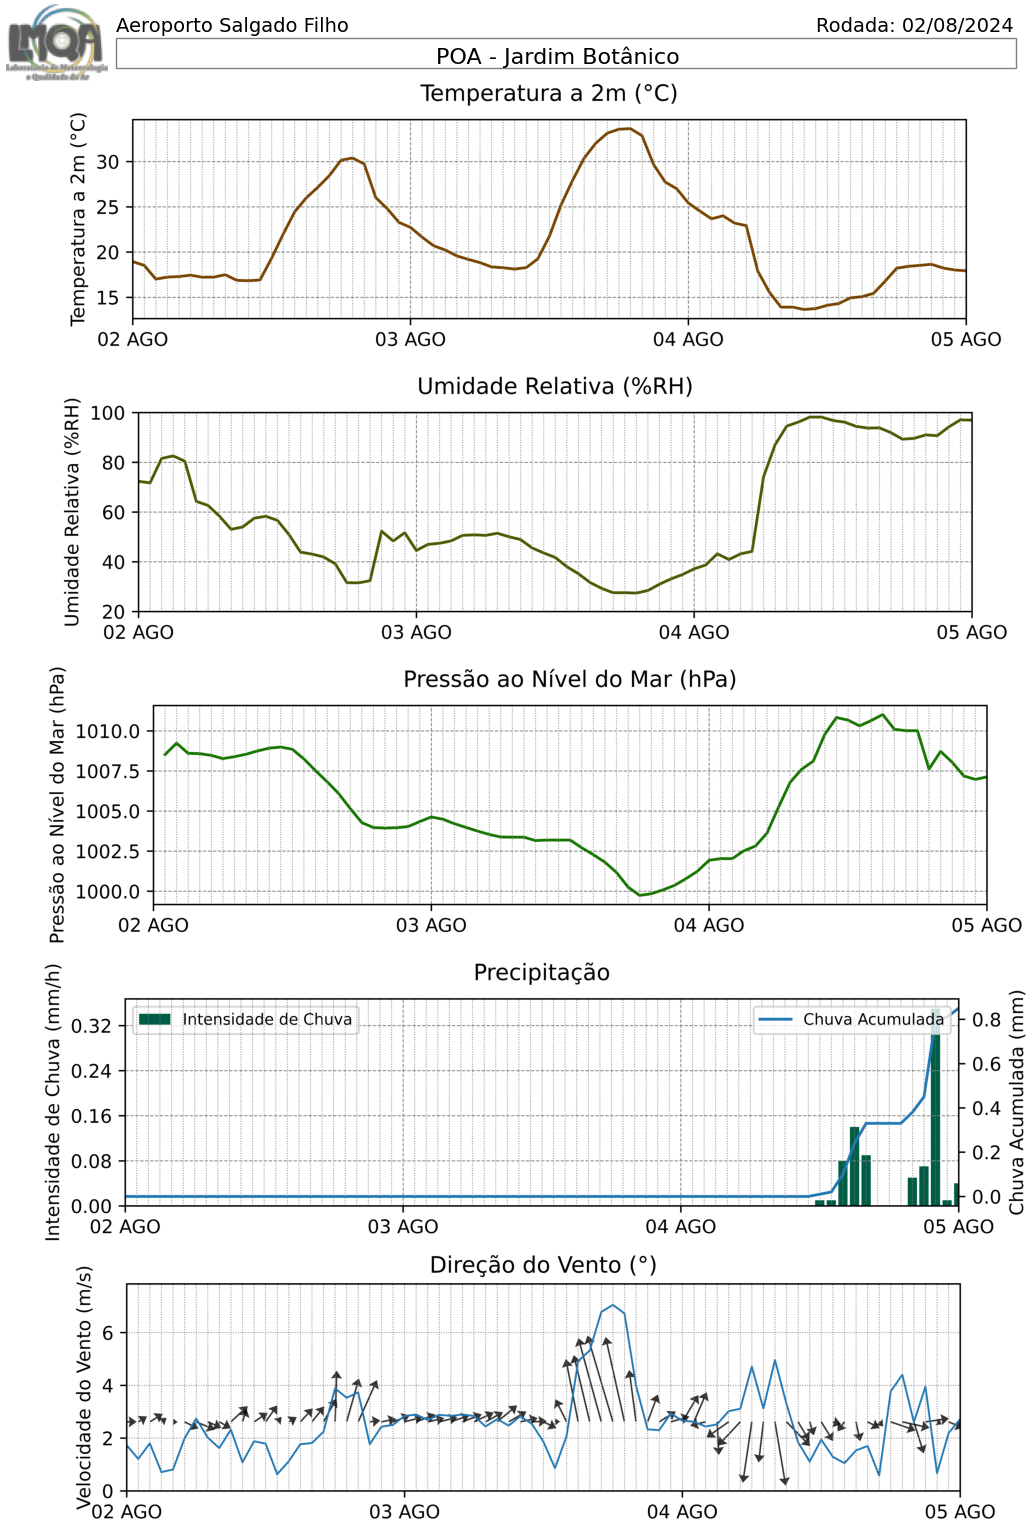 LMQA
Laboratório de Meteorologia
e Qualidade do Ar
Aeroporto Salgado Filho
Rodada: 02/08/2024
POA - Jardim Botânico
Temperatura a 2m (°C)
Temperatura a 2m (°C)
30
25
20
15
02 AGO 03 AGO 04 AGO 05 AGO
Umidade Relativa (%RH)
Umidade Relativa (%RH)
100
80
60
40
20
02 AGO 03 AGO 04 AGO 05 AGO
Pressão ao Nível do Mar (hPa)
Pressão ao Nível do Mar (hPa)
1010.0
1007.5
1005.0
1002.5
1000.0
02 AGO 03 AGO 04 AGO 05 AGO
Precipitação
Intensidade de Chuva (mm/h)
0.32
0.24
0.16
0.08
0.00
Intensidade de Chuva
Chuva Acumulada
0.8
0.6
0.4
0.2
0.0
Chuva Acumulada (mm)
02 AGO 03 AGO 04 AGO 05 AGO
Direção do Vento (°)
Velocidade do Vento (m/s)
6
4
2
0
02 AGO 03 AGO 04 AGO 05 AGO